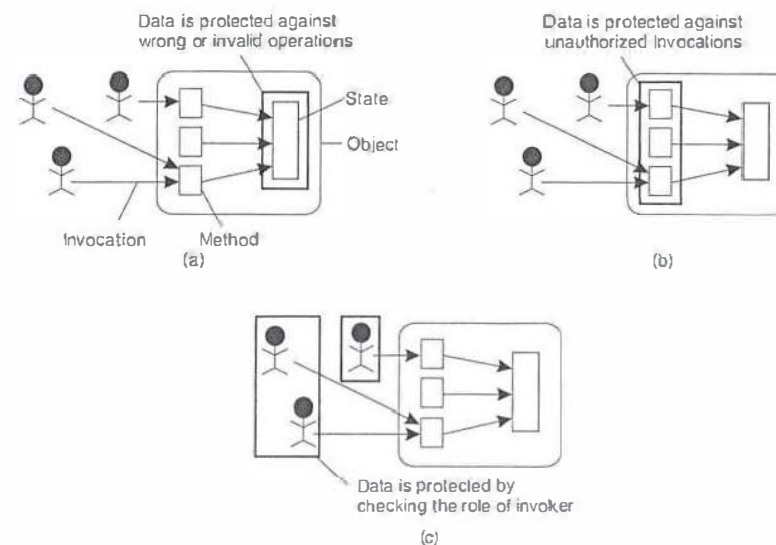 Data is protected against
wrong or invalid operations
State
Object
Invocation
Method
(a)
Data is protected against
unauthorized Invocations
(b)
Data is protected by
checking the role of invoker
(c)